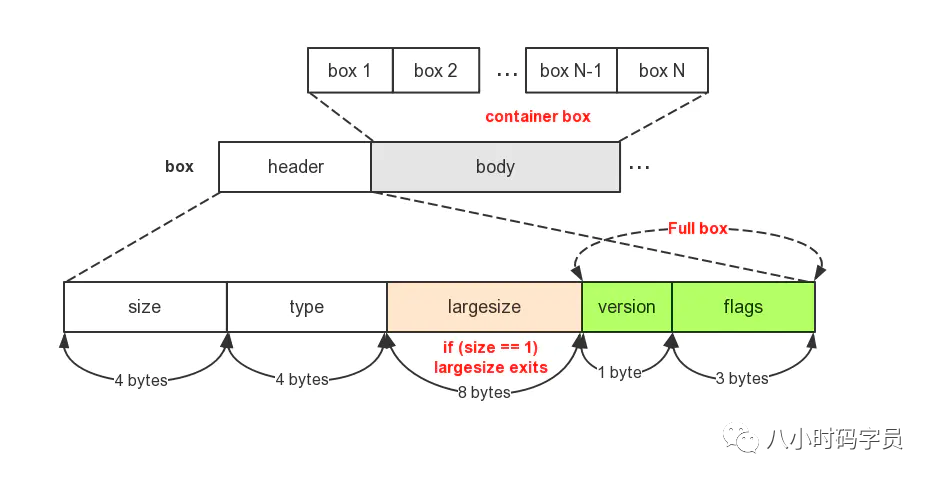 box 1 box 2 ... box N-1 box N
container box
box header body ...
Full box
size type largesize version flags
if (size == 1)
largesize exits
4 bytes 4 bytes 8 bytes 1 byte 3 bytes
八小时码字员